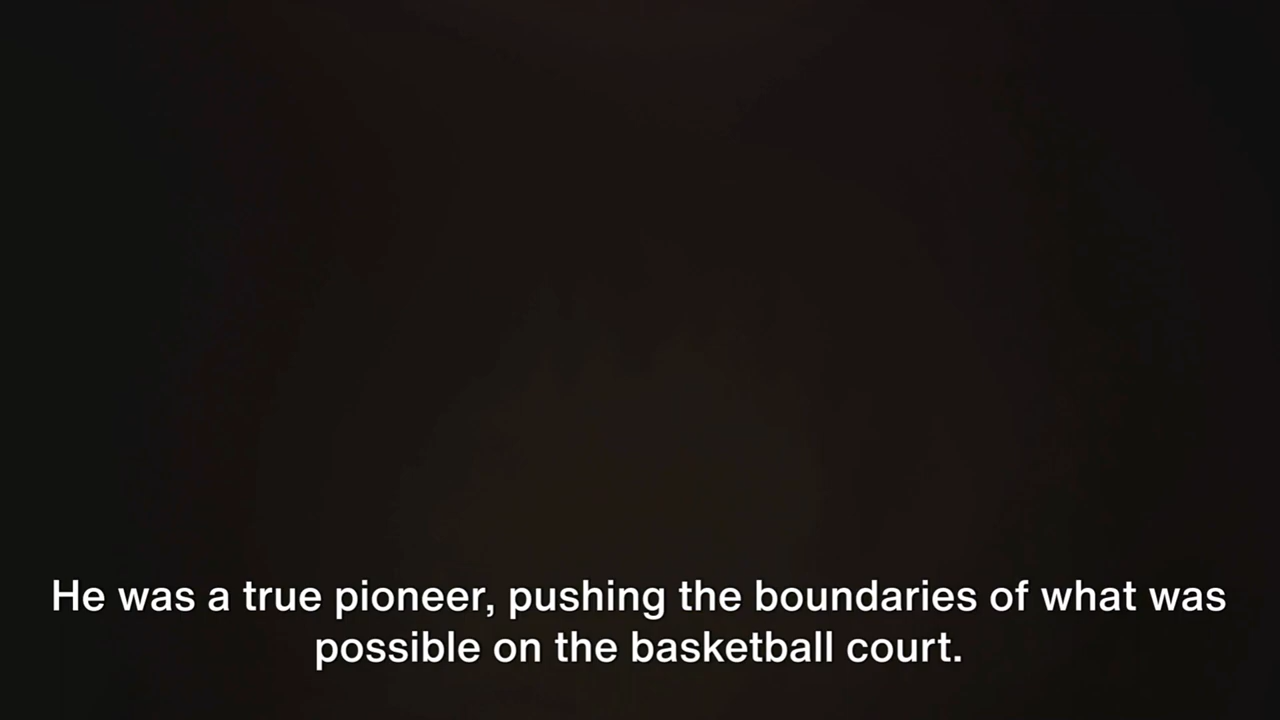 He was a true pioneer, pushing the boundaries of what was
possible on the basketball court.